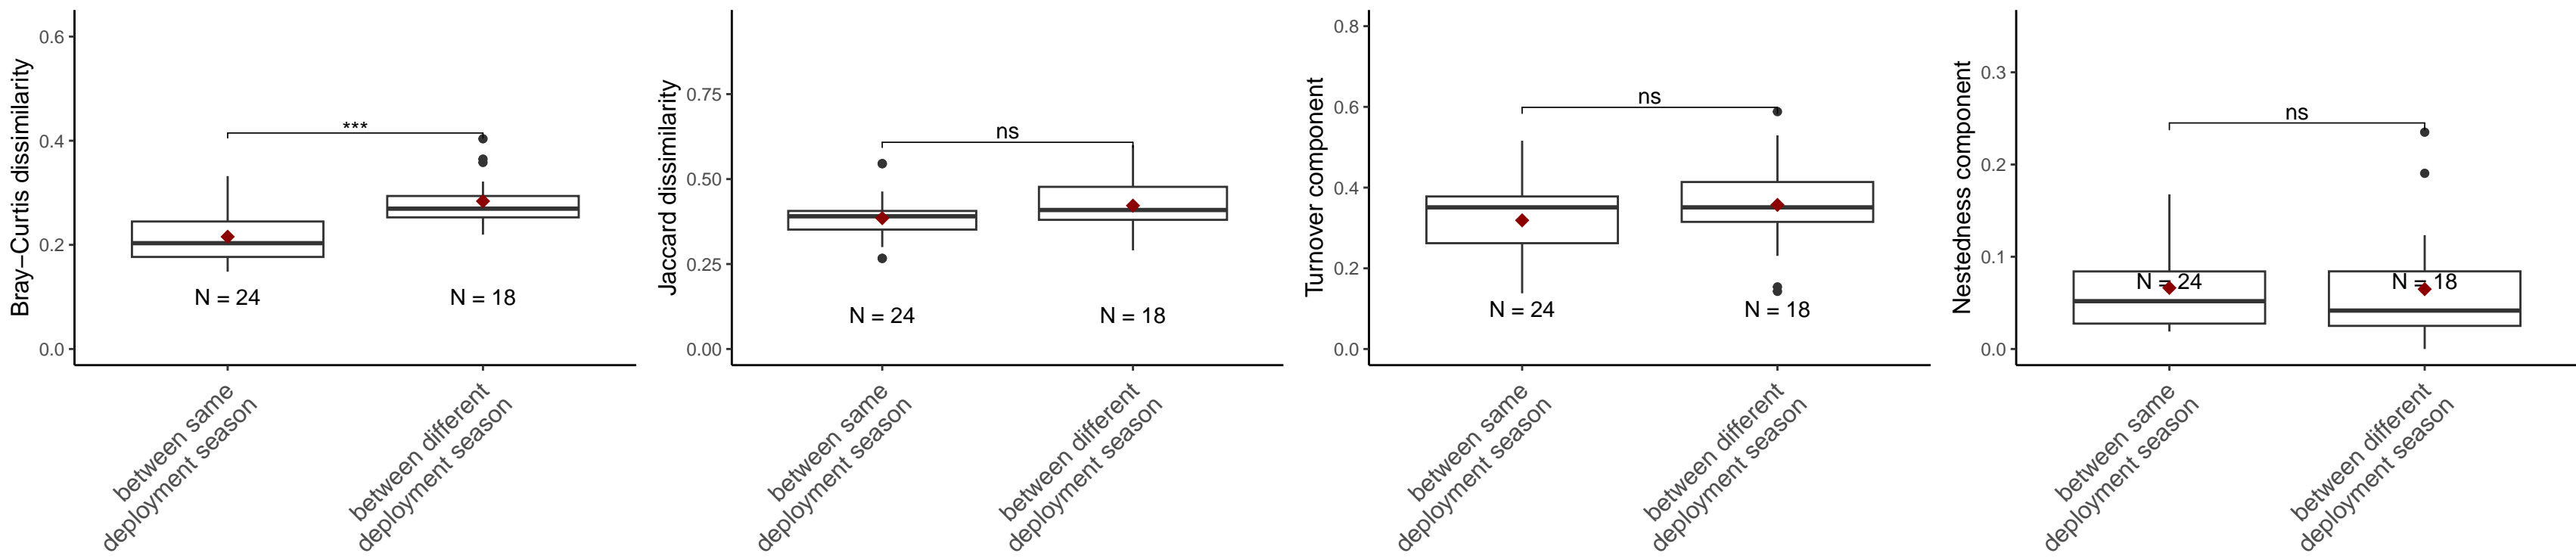 Bray−Curtis dissimilarity
0.6
0.4
0.2
0.0
***
N = 24
N = 18
between same
deployment season
between different
deployment season
Jaccard dissimilarity
0.75
0.50
0.25
0.00
ns
N = 24
N = 18
between same
deployment season
between different
deployment season
Turnover component
0.8
0.6
0.4
0.2
0.0
ns
N = 24
N = 18
between same
deployment season
between different
deployment season
Nestedness component
0.3
0.2
0.1
0.0
ns
N = 24
N = 18
between same
deployment season
between different
deployment season